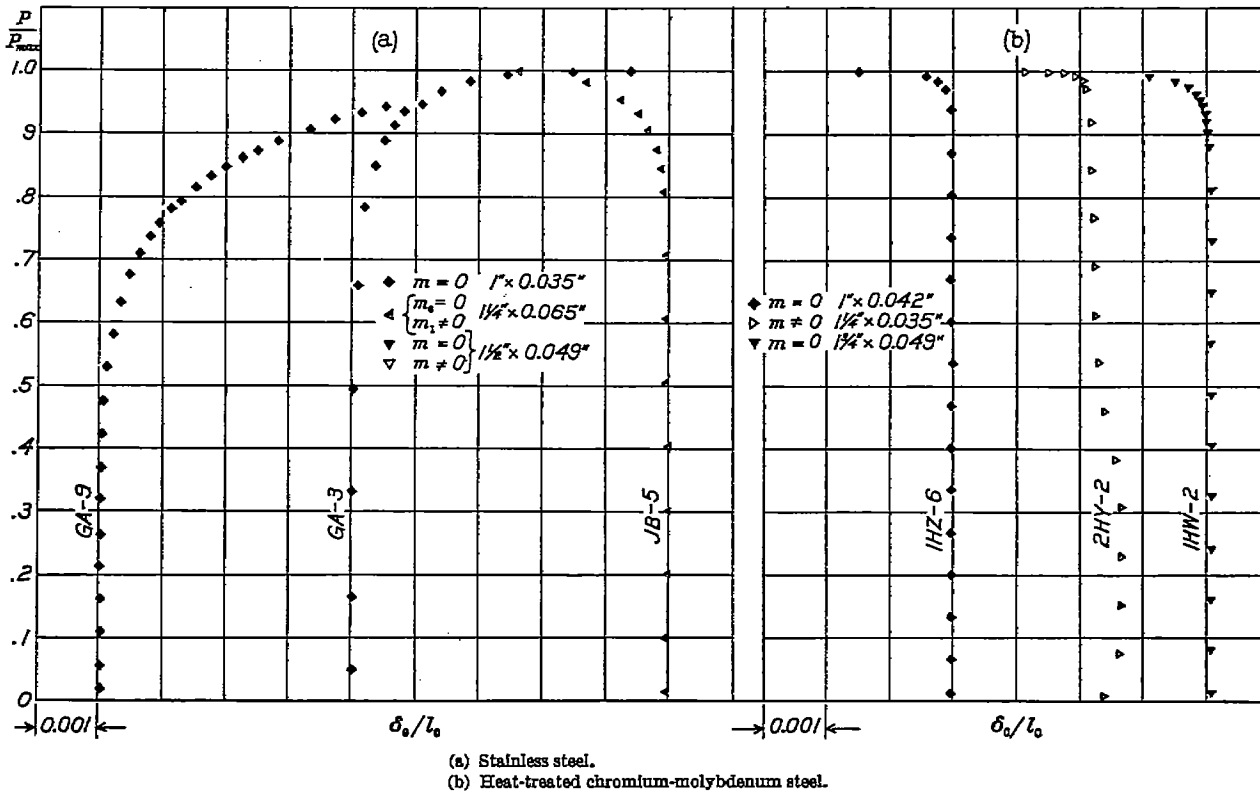 P
Pmax
(a)
(b)
1.0
.9
.8
.7
.6
.5
.4
.3
.2
.1
0
◆ m = 0 1" × 0.035"
◀ { m₀ = 0
m₁ ≠ 0 1¼" × 0.065"
▼ m = 0
▽ m ≠ 0 } 1½" × 0.049"
◆ m = 0 1" × 0.042"
▷ m ≠ 0 1¼" × 0.035"
▼ m = 0 1¾" × 0.049"
GA-9
GA-3
JB-5
1HZ-6
2HY-2
1HW-2
0.001
δ₀/l₀
0.001
δ₀/l₀
(a) Stainless steel.
(b) Heat-treated chromium-molybdenum steel.